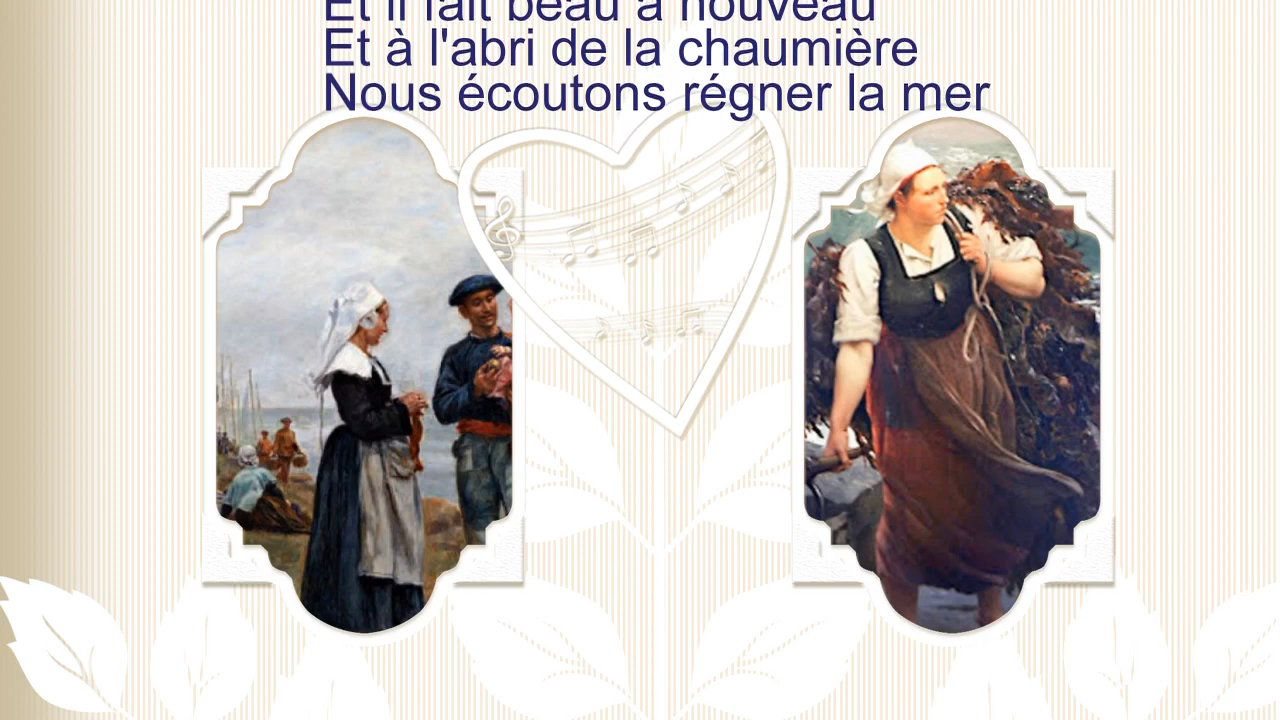 Et il fait beau à nouveau
Et à l'abri de la chaumière
Nous écoutons régner la mer